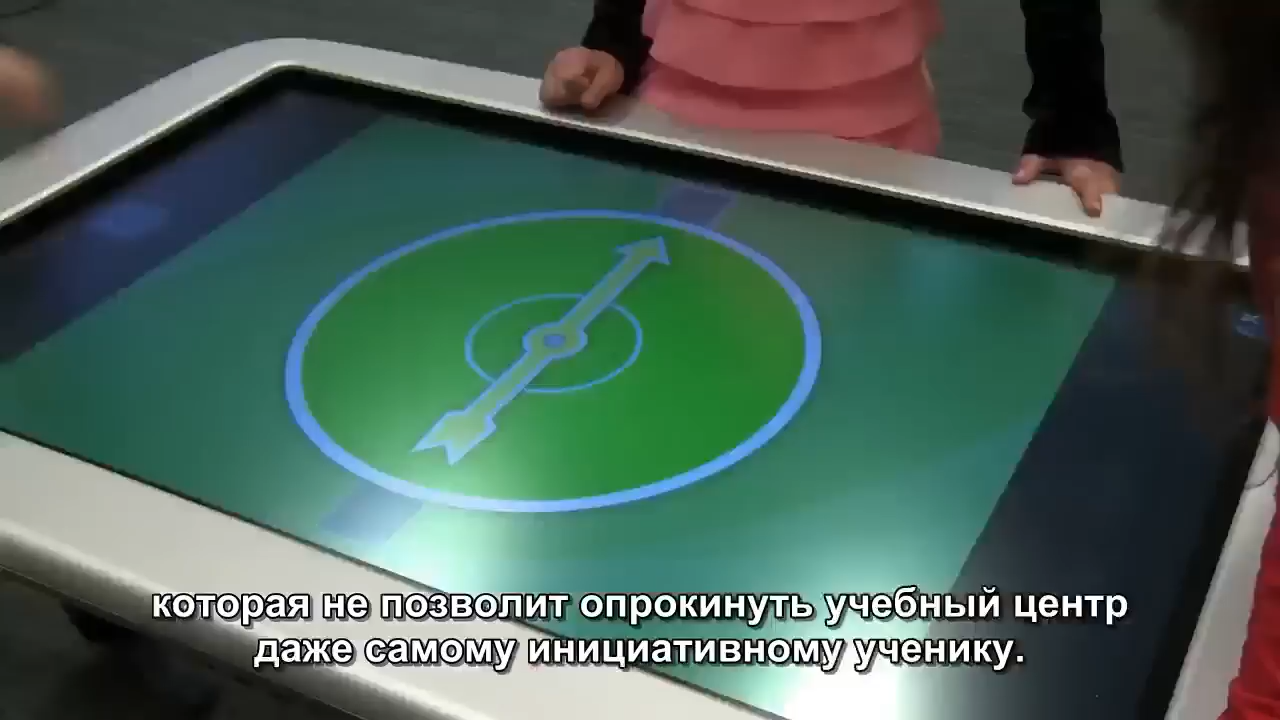 которая не позволит опрокинуть учебный центр
даже самому инициативному ученику.